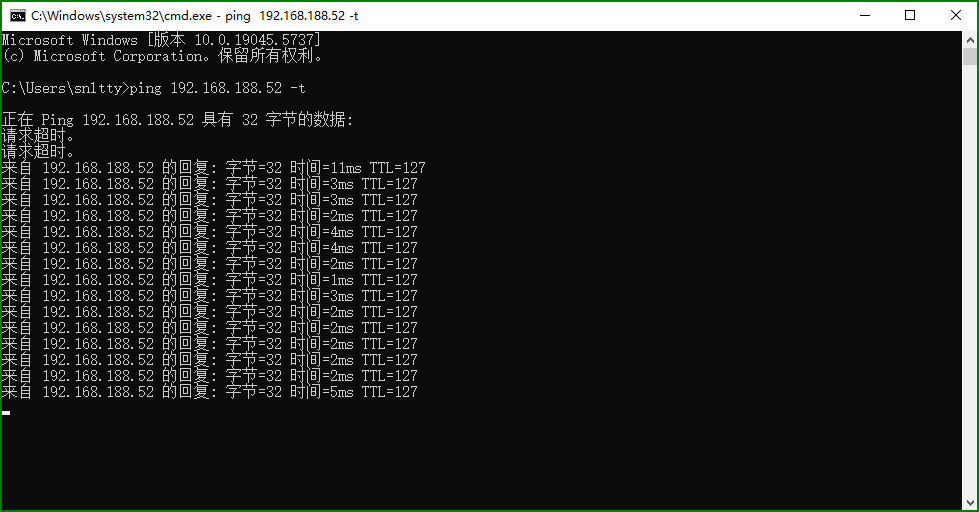 C:\Windows\system32\cmd.exe - ping  192.168.188.52 -t
Microsoft Windows [版本 10.0.19045.5737]
(c) Microsoft Corporation。保留所有权利。
C:\Users\snltty>ping 192.168.188.52 -t
正在 Ping 192.168.188.52 具有 32 字节的数据:
请求超时。
请求超时。
来自 192.168.188.52 的回复: 字节=32 时间=11ms TTL=127
来自 192.168.188.52 的回复: 字节=32 时间=3ms TTL=127
来自 192.168.188.52 的回复: 字节=32 时间=3ms TTL=127
来自 192.168.188.52 的回复: 字节=32 时间=2ms TTL=127
来自 192.168.188.52 的回复: 字节=32 时间=4ms TTL=127
来自 192.168.188.52 的回复: 字节=32 时间=4ms TTL=127
来自 192.168.188.52 的回复: 字节=32 时间=2ms TTL=127
来自 192.168.188.52 的回复: 字节=32 时间=1ms TTL=127
来自 192.168.188.52 的回复: 字节=32 时间=3ms TTL=127
来自 192.168.188.52 的回复: 字节=32 时间=2ms TTL=127
来自 192.168.188.52 的回复: 字节=32 时间=2ms TTL=127
来自 192.168.188.52 的回复: 字节=32 时间=2ms TTL=127
来自 192.168.188.52 的回复: 字节=32 时间=2ms TTL=127
来自 192.168.188.52 的回复: 字节=32 时间=2ms TTL=127
来自 192.168.188.52 的回复: 字节=32 时间=5ms TTL=127